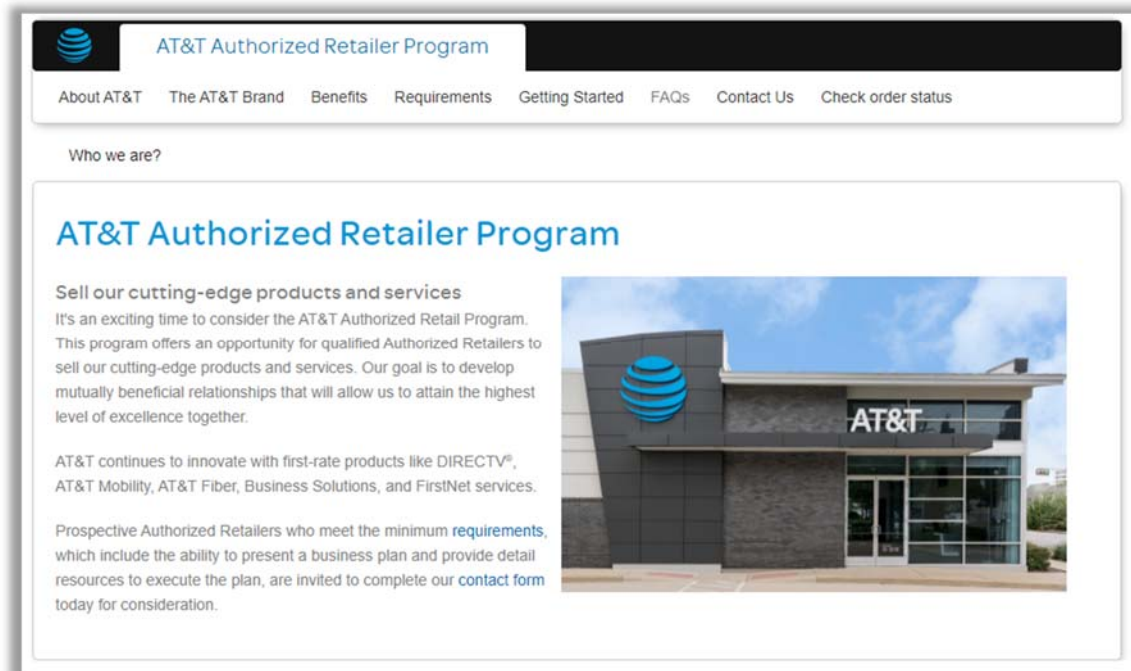 AT&T Authorized Retailer Program
About AT&T The AT&T Brand Benefits Requirements Getting Started FAQs Contact Us Check order status
Who we are?
AT&T Authorized Retailer Program
Sell our cutting-edge products and services
It's an exciting time to consider the AT&T Authorized Retail Program.
This program offers an opportunity for qualified Authorized Retailers to
sell our cutting-edge products and services. Our goal is to develop
mutually beneficial relationships that will allow us to attain the highest
level of excellence together.
AT&T continues to innovate with first-rate products like DIRECTV®,
AT&T Mobility, AT&T Fiber, Business Solutions, and FirstNet services.
Prospective Authorized Retailers who meet the minimum requirements,
which include the ability to present a business plan and provide detail
resources to execute the plan, are invited to complete our contact form
today for consideration.
AT&T